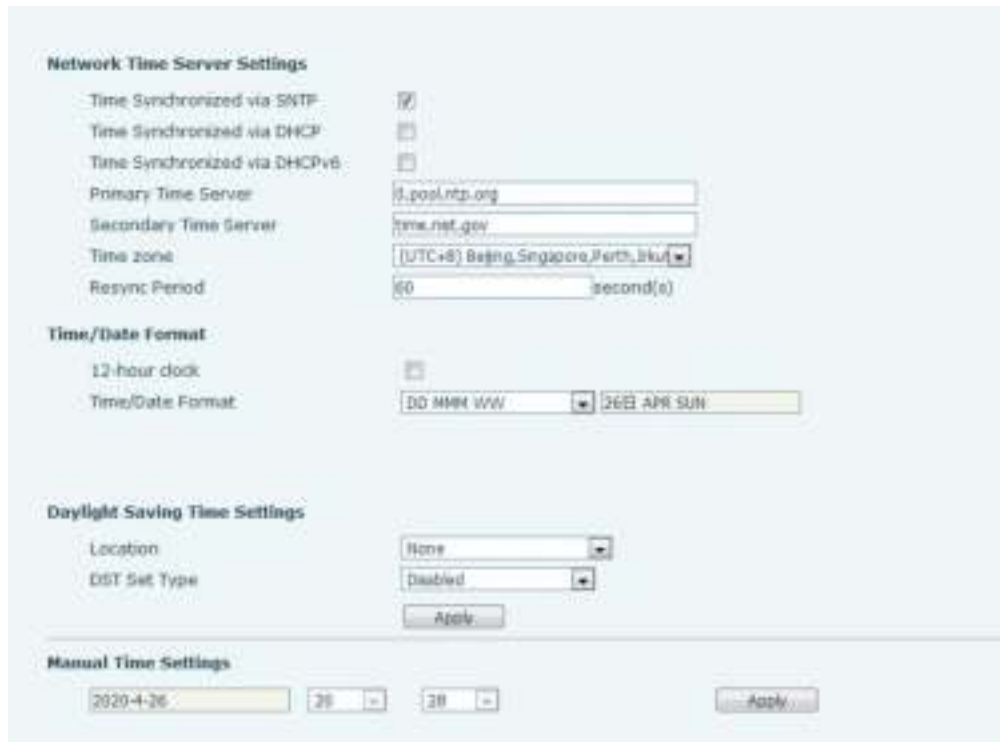 Network Time Server Settings
Time Synchronized via SNTP
Time Synchronized via DHCP
Time Synchronized via DHCPv6
Primary Time Server 0.pool.ntp.org
Secondary Time Server time.nist.gov
Time zone (UTC+8) Beijing,Singapore,Perth,Irkut
Resync Period 60 second(s)
Time/Date Format
12-hour clock
Time/Date Format DD MMM WW 26日 APR SUN
Daylight Saving Time Settings
Location None
DST Set Type Disabled
Apply
Manual Time Settings
2020-4-26 20 28 Apply